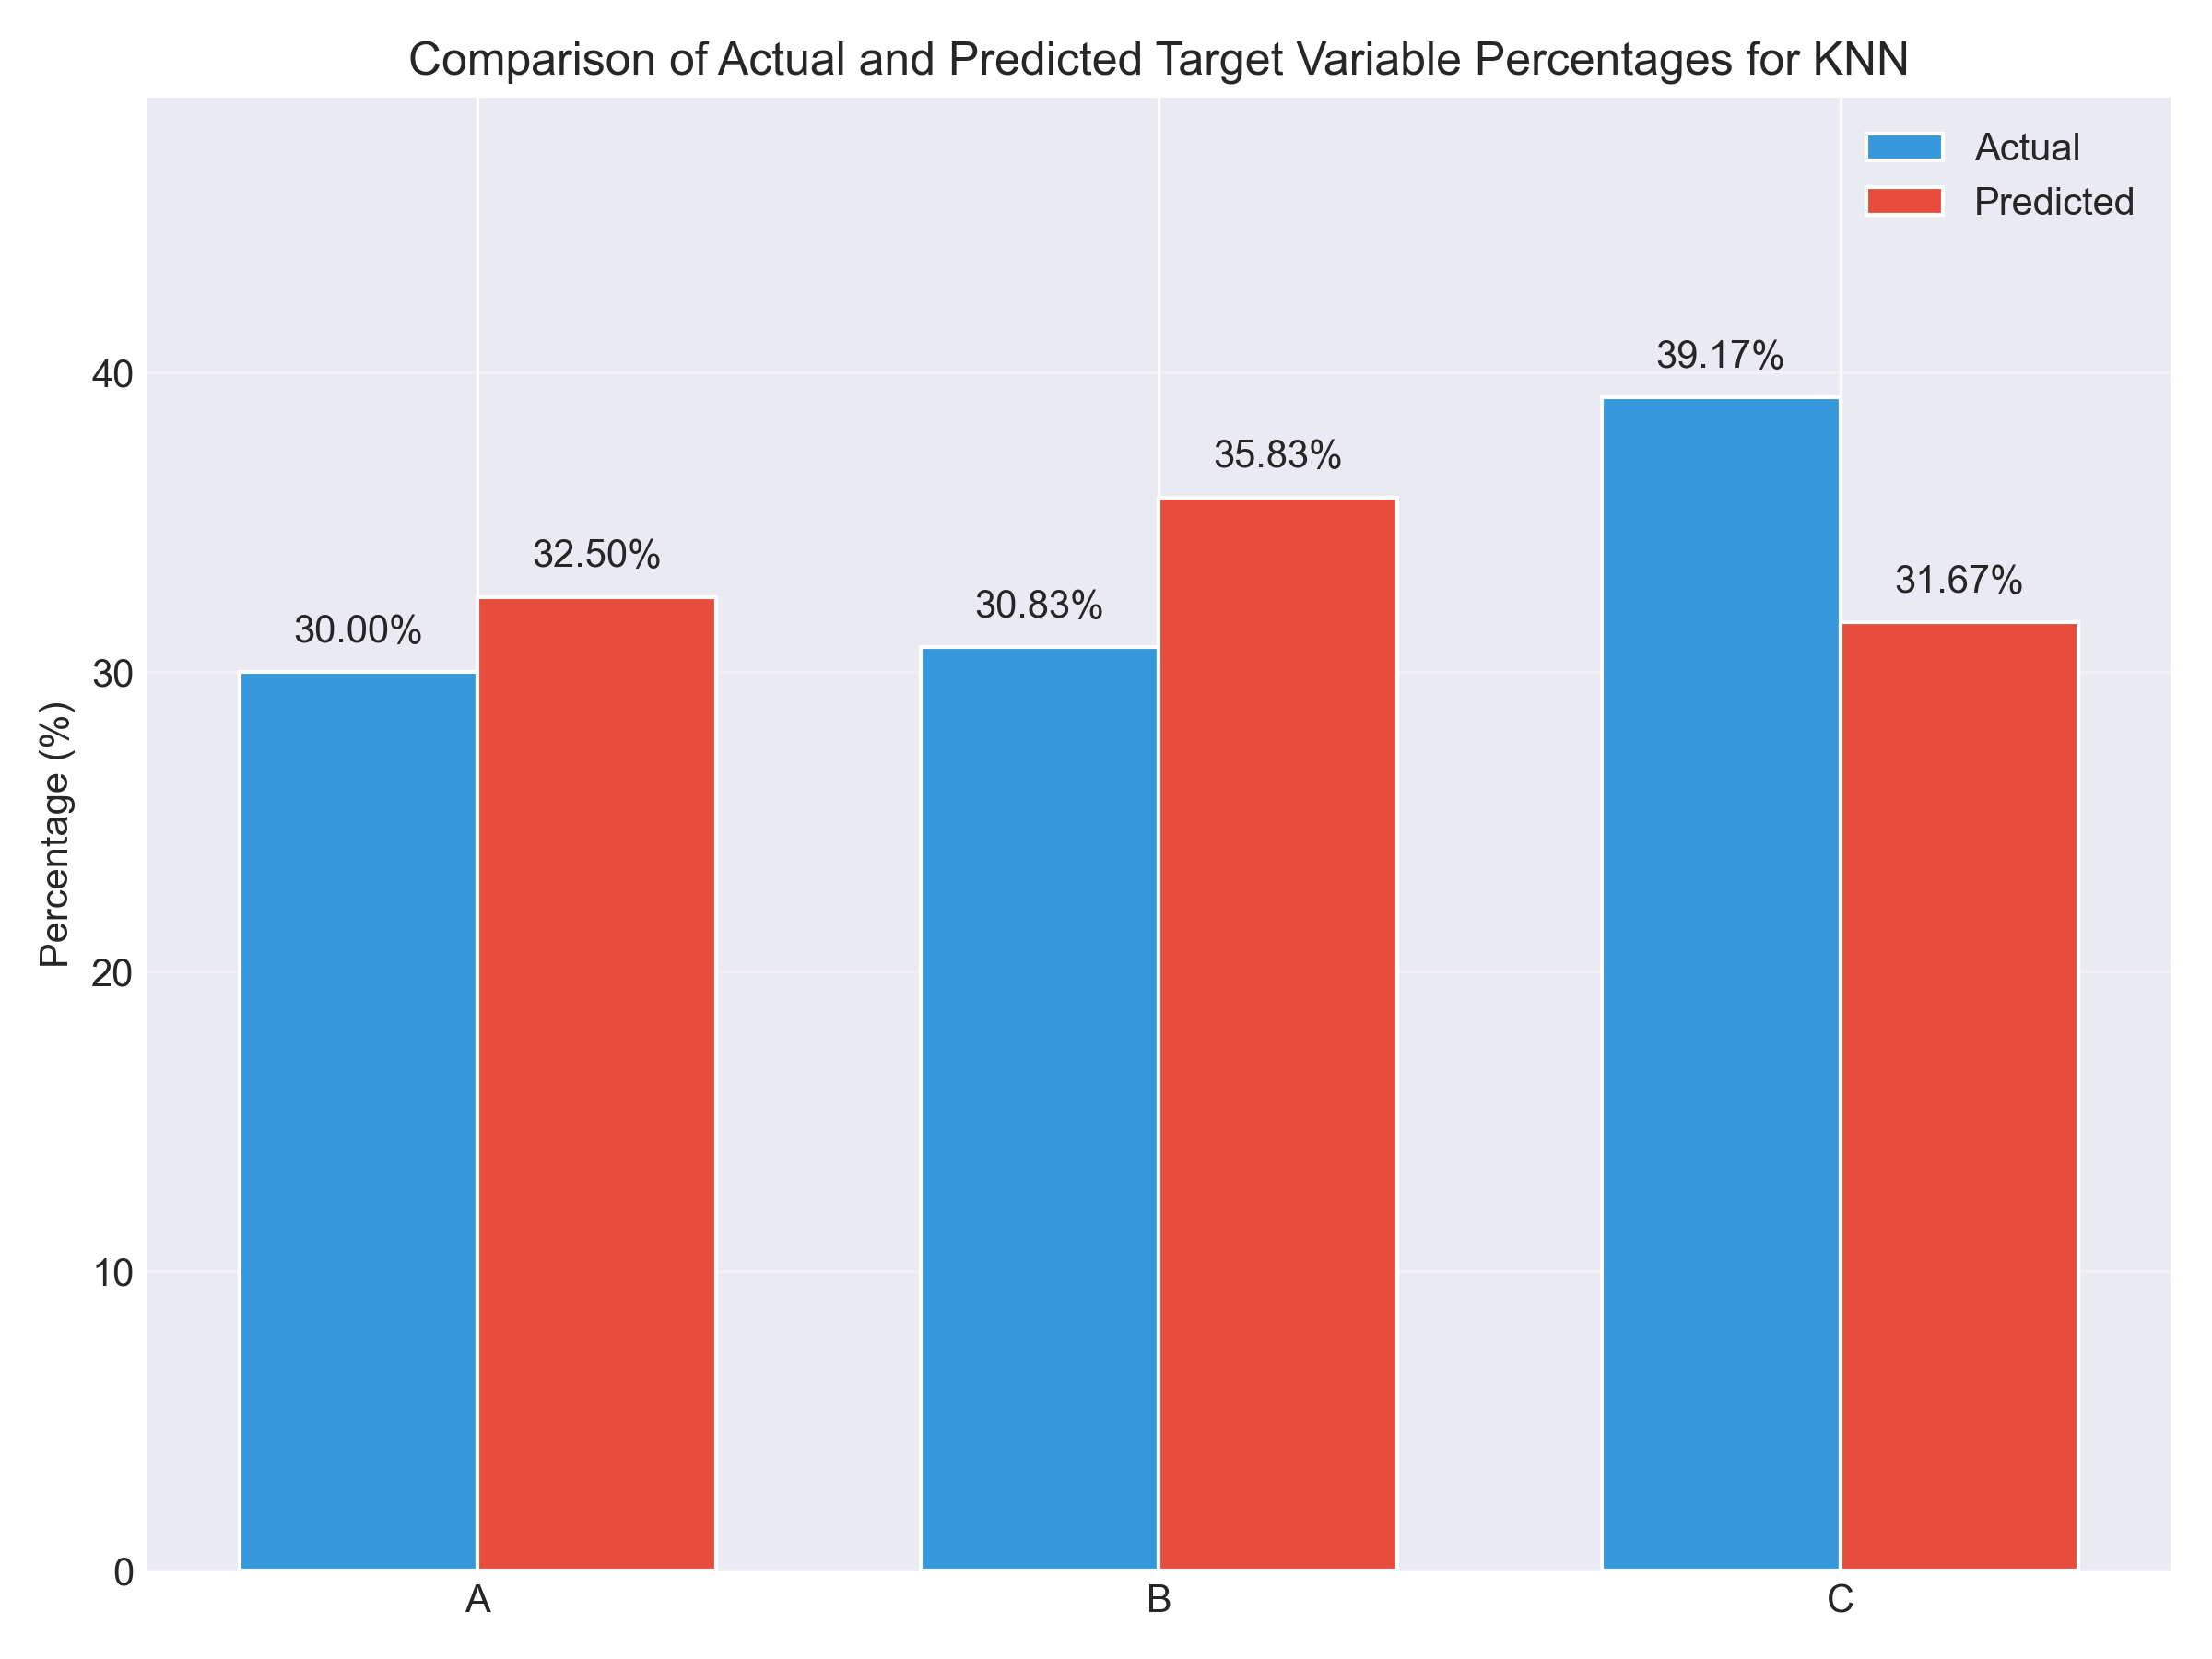 Comparison of Actual and Predicted Target Variable Percentages for KNN
Actual
Predicted
Percentage (%)
40
30
20
10
0
30.00%
32.50%
30.83%
35.83%
39.17%
31.67%
A
B
C